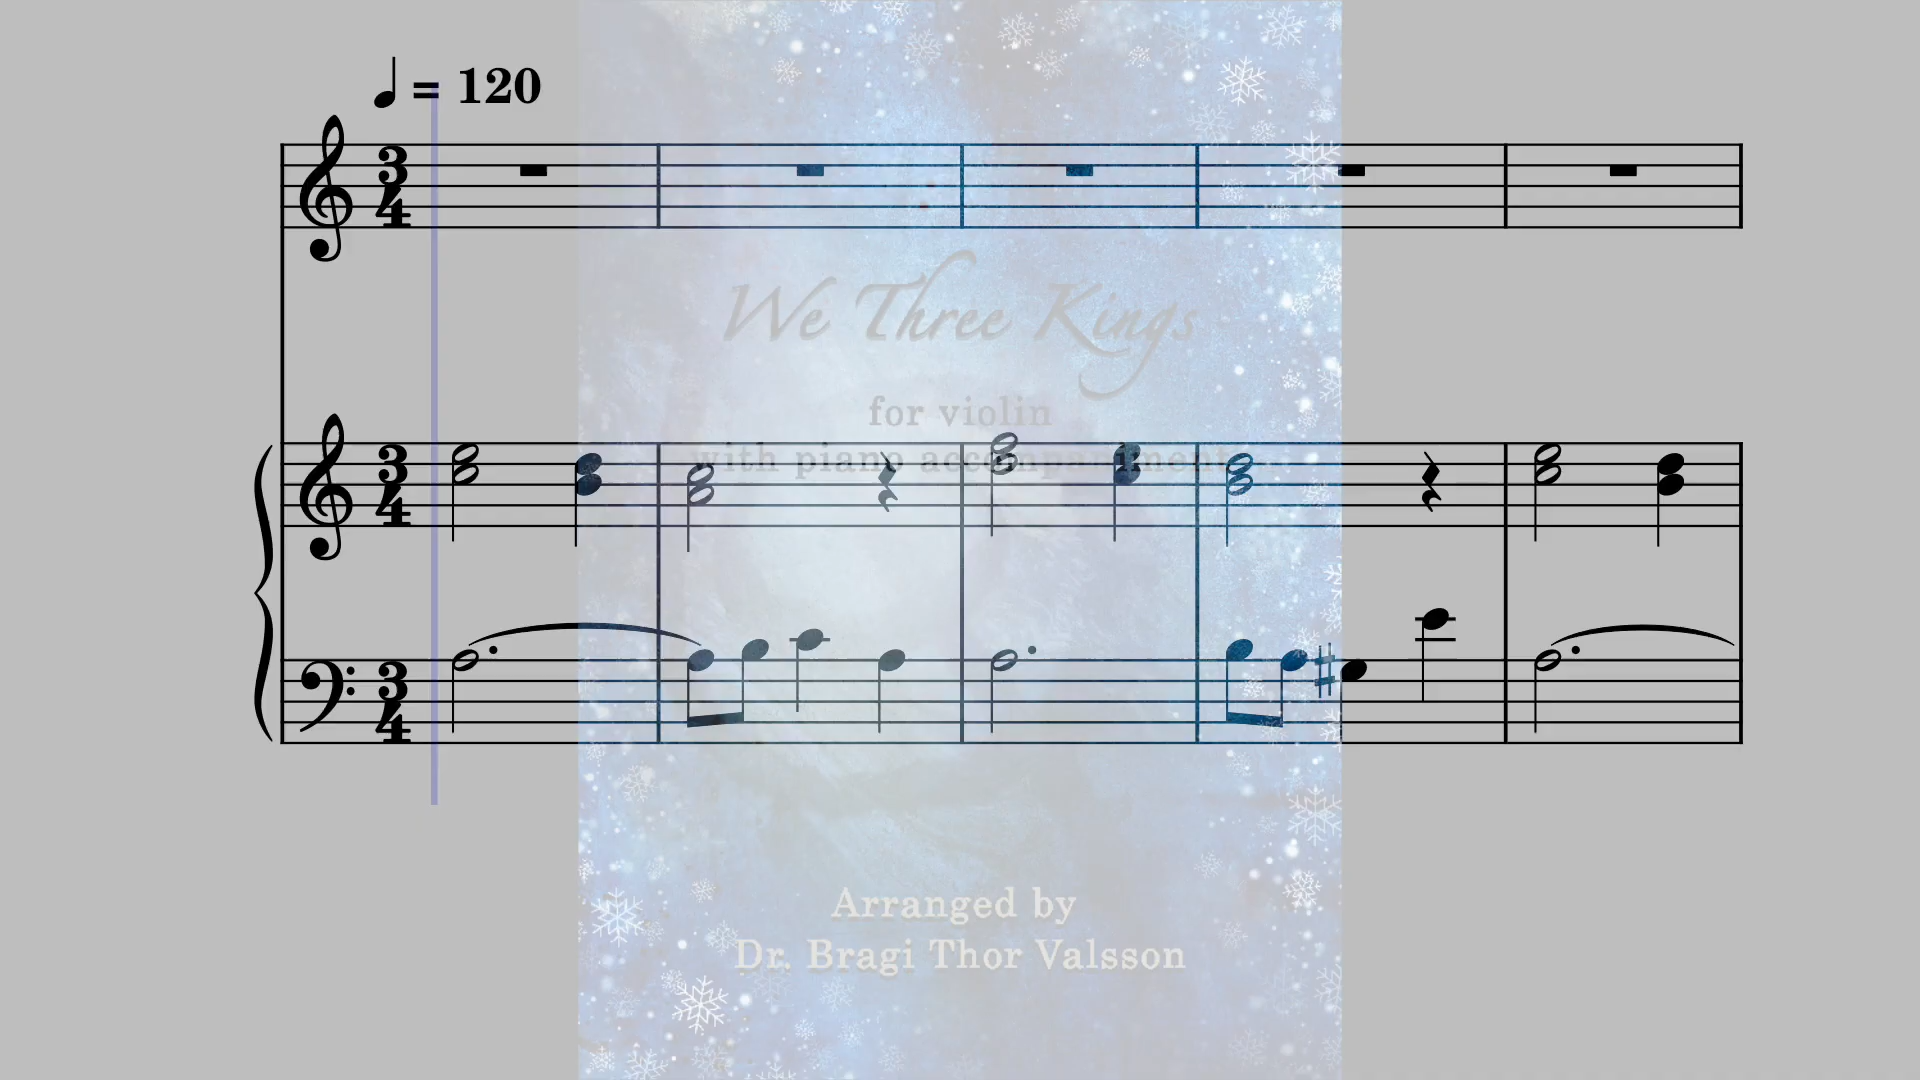 = 120
We Three Kings
for violin
with piano accompaniment
Arranged by
Dr. Bragi Thor Valsson